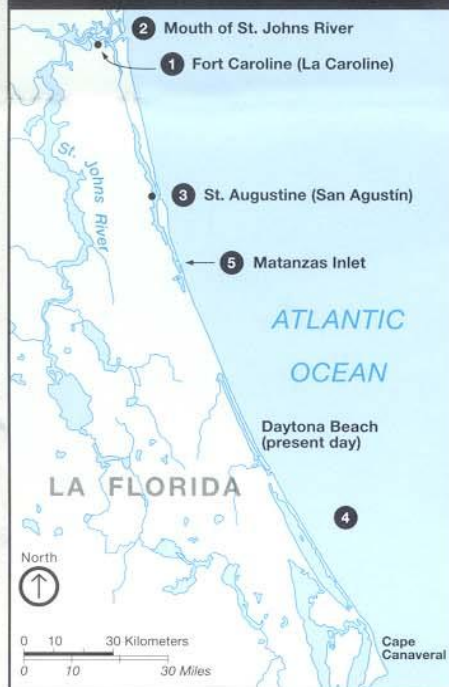 2 Mouth of St. Johns River
1 Fort Caroline (La Caroline)
St. Johns
River
3 St. Augustine (San Agustín)
5 Matanzas Inlet
ATLANTIC
OCEAN
Daytona Beach
(present day)
LA FLORIDA
4
North
0 10 30 Kilometers
0 10 30 Miles
Cape
Canaveral